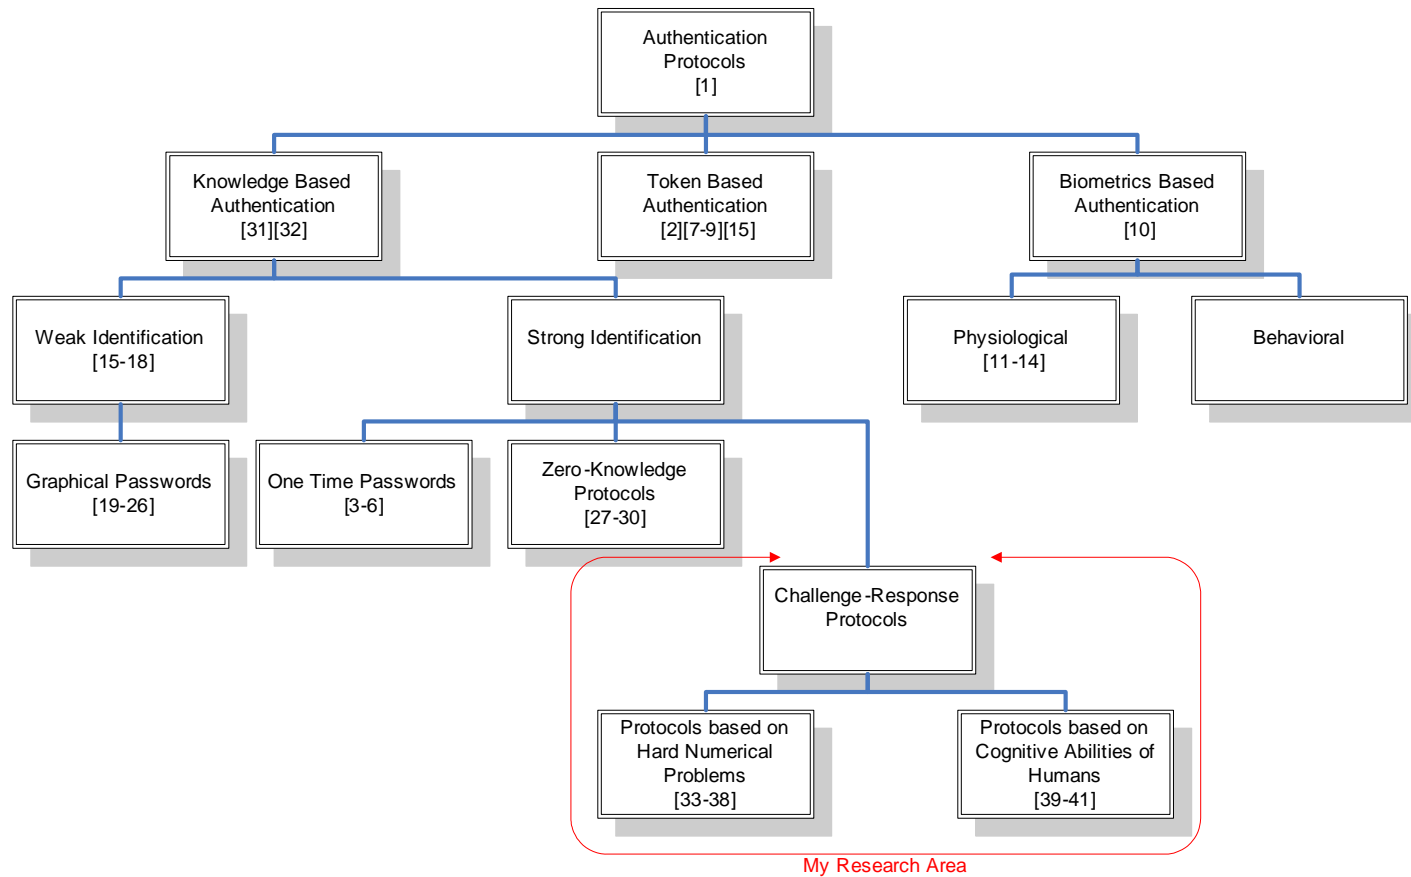 Authentication
Protocols
[1]
Knowledge Based
Authentication
[31][32]
Token Based
Authentication
[2][7-9][15]
Biometrics Based
Authentication
[10]
Weak Identification
[15-18]
Strong Identification
Physiological
[11-14]
Behavioral
Graphical Passwords
[19-26]
One Time Passwords
[3-6]
Zero-Knowledge
Protocols
[27-30]
Challenge-Response
Protocols
Protocols based on
Hard Numerical
Problems
[33-38]
Protocols based on
Cognitive Abilities of
Humans
[39-41]
My Research Area